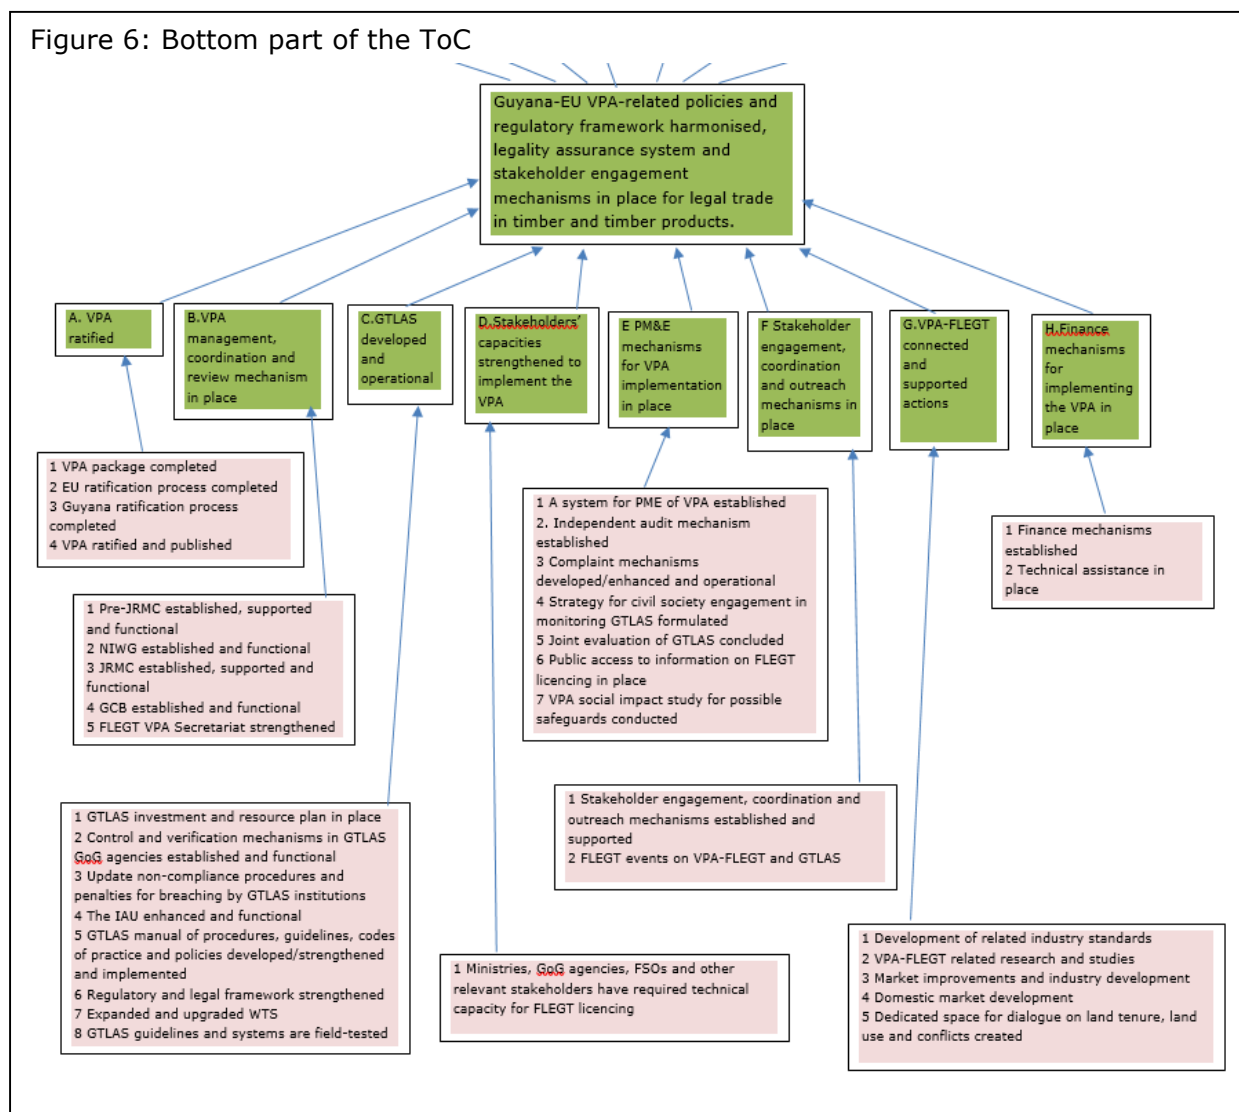 Figure 6: Bottom part of the ToC
Guyana-EU VPA-related policies and
regulatory framework harmonised,
legality assurance system and
stakeholder engagement
mechanisms in place for legal trade
in timber and timber products.
A. VPA
ratified
B.VPA
management,
coordination and
review mechanism
in place
C.GTLAS
developed
and
operational
D.Stakeholders’
capacities
strengthened to
implement the
VPA
E PM&E
mechanisms
for VPA
implementation
in place
F Stakeholder
engagement,
coordination
and outreach
mechanisms in
place
G.VPA-FLEGT
connected
and
supported
actions
H.Finance
mechanisms
for
implementing
the VPA in
place
1 VPA package completed
2 EU ratification process completed
3 Guyana ratification process
completed
4 VPA ratified and published
1 Pre-JRMC established, supported
and functional
2 NIWG established and functional
3 JRMC established, supported and
functional
4 GCB established and functional
5 FLEGT VPA Secretariat strengthened
1 GTLAS investment and resource plan in place
2 Control and verification mechanisms in GTLAS
GoG agencies established and functional
3 Update non-compliance procedures and
penalties for breaching by GTLAS institutions
4 The IAU enhanced and functional
5 GTLAS manual of procedures, guidelines, codes
of practice and policies developed/strengthened
and implemented
6 Regulatory and legal framework strengthened
7 Expanded and upgraded WTS
8 GTLAS guidelines and systems are field-tested
1 Ministries, GoG agencies, FSOs and other
relevant stakeholders have required technical
capacity for FLEGT licencing
1 A system for PME of VPA established
2. Independent audit mechanism
established
3 Complaint mechanisms
developed/enhanced and operational
4 Strategy for civil society engagement in
monitoring GTLAS formulated
5 Joint evaluation of GTLAS concluded
6 Public access to information on FLEGT
licencing in place
7 VPA social impact study for possible
safeguards conducted
1 Stakeholder engagement, coordination and
outreach mechanisms established and
supported
2 FLEGT events on VPA-FLEGT and GTLAS
1 Development of related industry standards
2 VPA-FLEGT related research and studies
3 Market improvements and industry development
4 Domestic market development
5 Dedicated space for dialogue on land tenure, land
use and conflicts created
1 Finance mechanisms
established
2 Technical assistance in
place